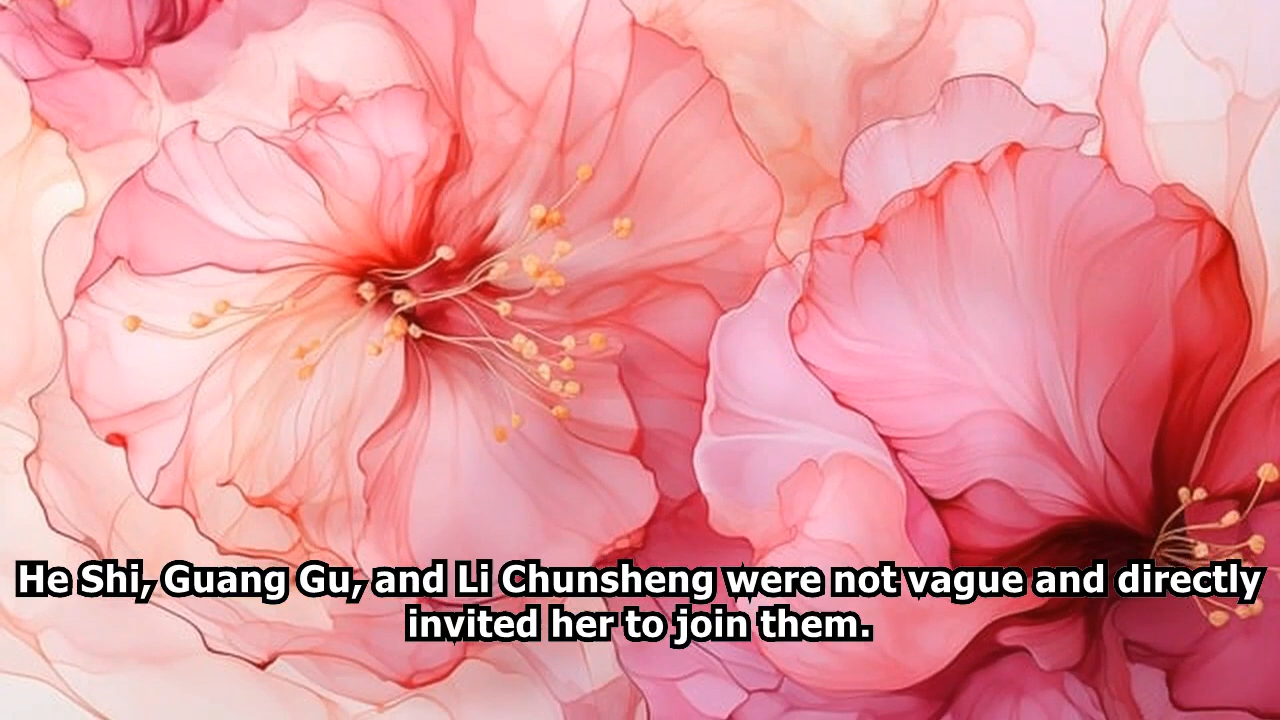 He Shi, Guang Gu, and Li Chunsheng were not vague and directly
invited her to join them.